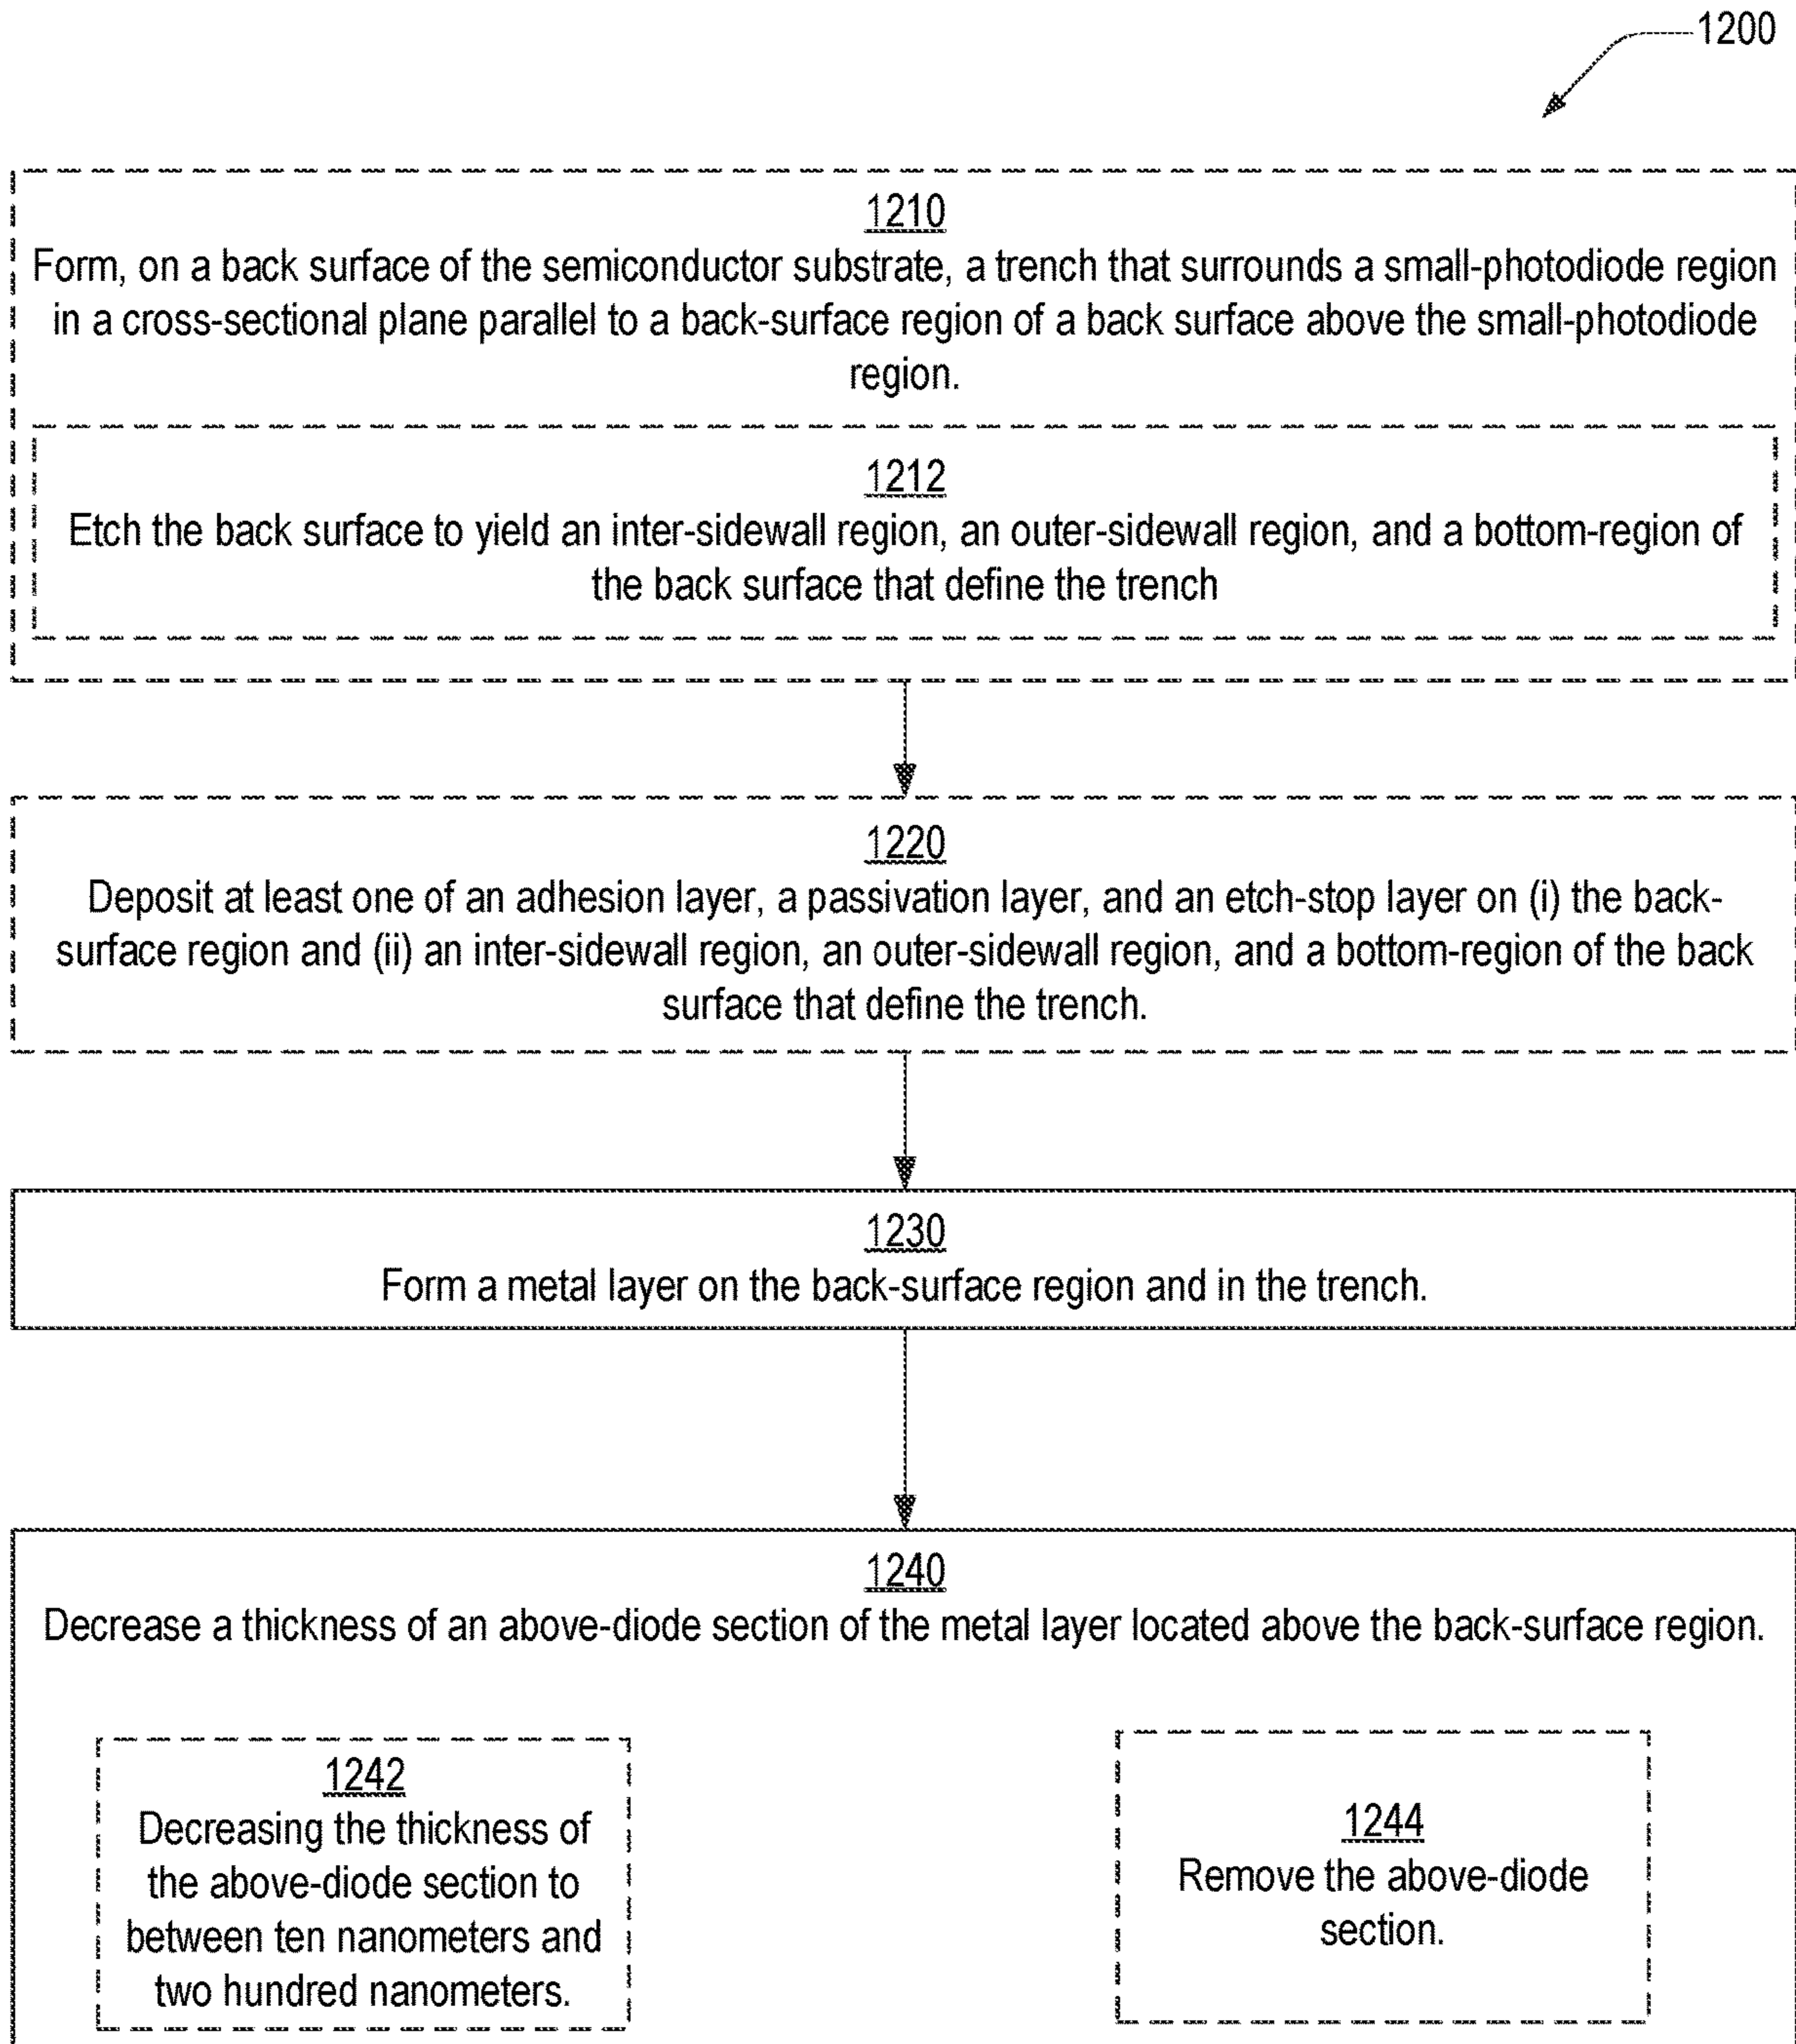 1200
1210
Form, on a back surface of the semiconductor substrate, a trench that surrounds a small-photodiode region
in a cross-sectional plane parallel to a back-surface region of a back surface above the small-photodiode
region.
1212
Etch the back surface to yield an inter-sidewall region, an outer-sidewall region, and a bottom-region of
the back surface that define the trench
1220
Deposit at least one of an adhesion layer, a passivation layer, and an etch-stop layer on (i) the back-
surface region and (ii) an inter-sidewall region, an outer-sidewall region, and a bottom-region of the back
surface that define the trench.
1230
Form a metal layer on the back-surface region and in the trench.
1240
Decrease a thickness of an above-diode section of the metal layer located above the back-surface region.
1242
Decreasing the thickness of
the above-diode section to
between ten nanometers and
two hundred nanometers.
1244
Remove the above-diode
section.